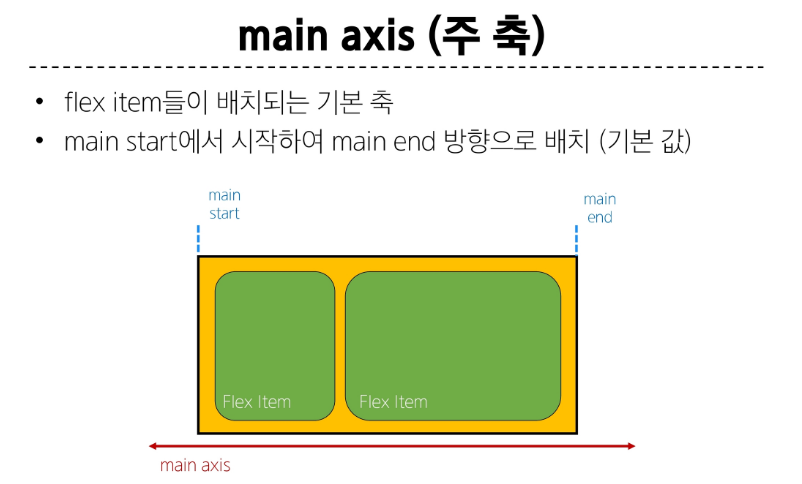 main axis (주 축)
• flex item들이 배치되는 기본 축
• main start에서 시작하여 main end 방향으로 배치 (기본 값)
main
start
main
end
Flex Item
Flex Item
main axis